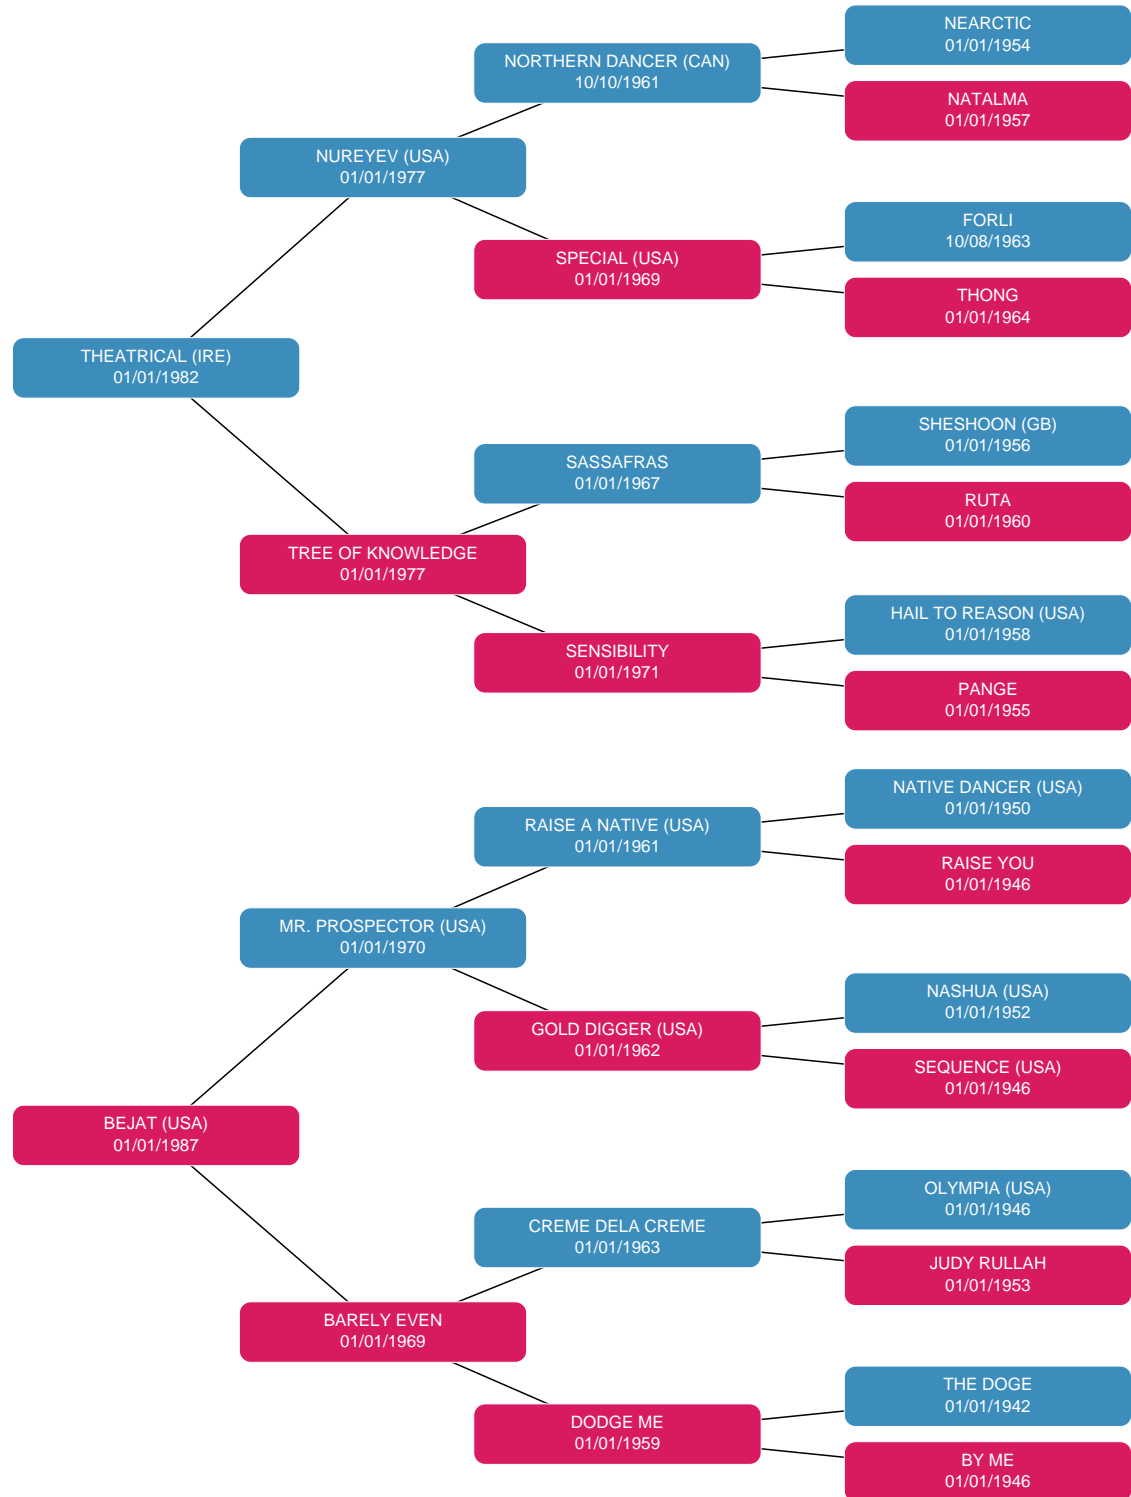 NEARCTIC
01/01/1954
NORTHERN DANCER (CAN)
10/10/1961
NATALMA
01/01/1957
NUREYEV (USA)
01/01/1977
FORLI
10/08/1963
SPECIAL (USA)
01/01/1969
THONG
01/01/1964
THEATRICAL (IRE)
01/01/1982
SHESHOON (GB)
01/01/1956
SASSAFRAS
01/01/1967
RUTA
01/01/1960
TREE OF KNOWLEDGE
01/01/1977
HAIL TO REASON (USA)
01/01/1958
SENSIBILITY
01/01/1971
PANGE
01/01/1955
NATIVE DANCER (USA)
01/01/1950
RAISE A NATIVE (USA)
01/01/1961
RAISE YOU
01/01/1946
MR. PROSPECTOR (USA)
01/01/1970
NASHUA (USA)
01/01/1952
GOLD DIGGER (USA)
01/01/1962
SEQUENCE (USA)
01/01/1946
BEJAT (USA)
01/01/1987
OLYMPIA (USA)
01/01/1946
CREME DELA CREME
01/01/1963
JUDY RULLAH
01/01/1953
BARELY EVEN
01/01/1969
THE DOGE
01/01/1942
DODGE ME
01/01/1959
BY ME
01/01/1946